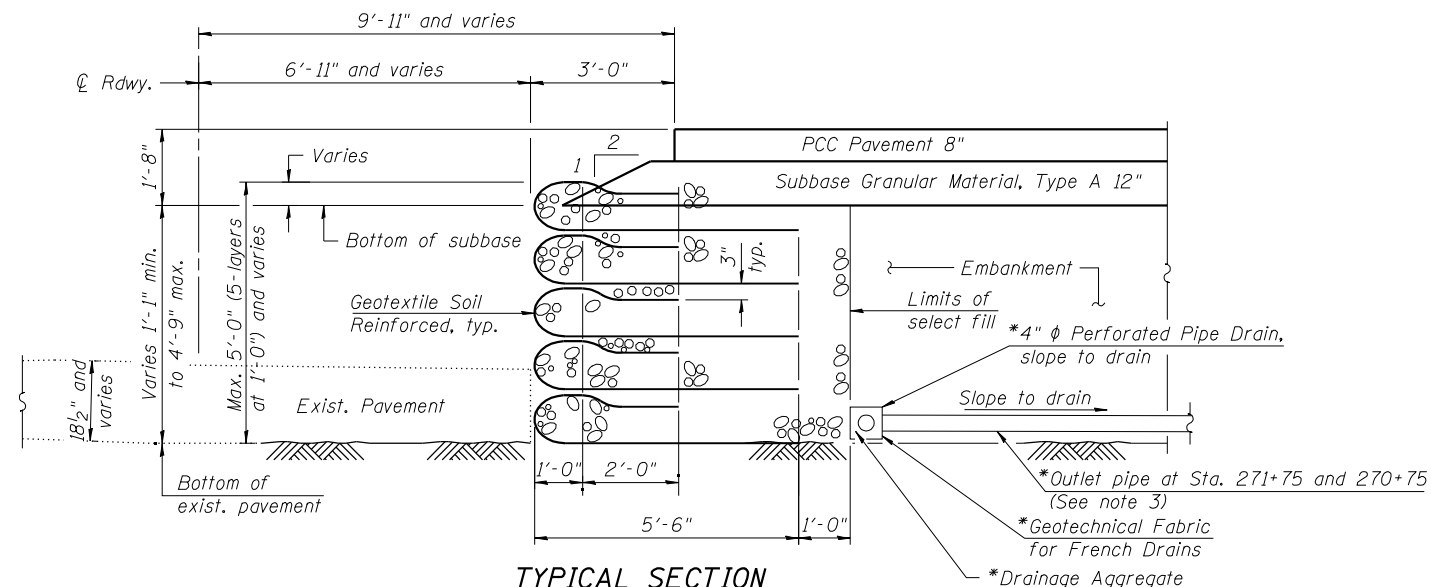 9'-11" and varies
℄ Rdwy.
6'-11" and varies
3'-0"
1'-8"
Varies
1
2
PCC Pavement 8"
Subbase Granular Material, Type A 12"
Bottom of subbase
Varies 1'-1" min.
to 4'-9" max.
Max. 5'-0" (5-layers
at 1'-0") and varies
3"
typ.
Embankment
Geotextile Soil
Reinforced, typ.
Limits of
select fill
*4" ϕ Perforated Pipe Drain,
slope to drain
18½" and
varies
Exist. Pavement
Slope to drain
Bottom of
exist. pavement
1'-0"
2'-0"
*Outlet pipe at Sta. 271+75 and 270+75
(See note 3)
5'-6"
1'-0"
*Geotechnical Fabric
for French Drains
*Drainage Aggregate
TYPICAL SECTION